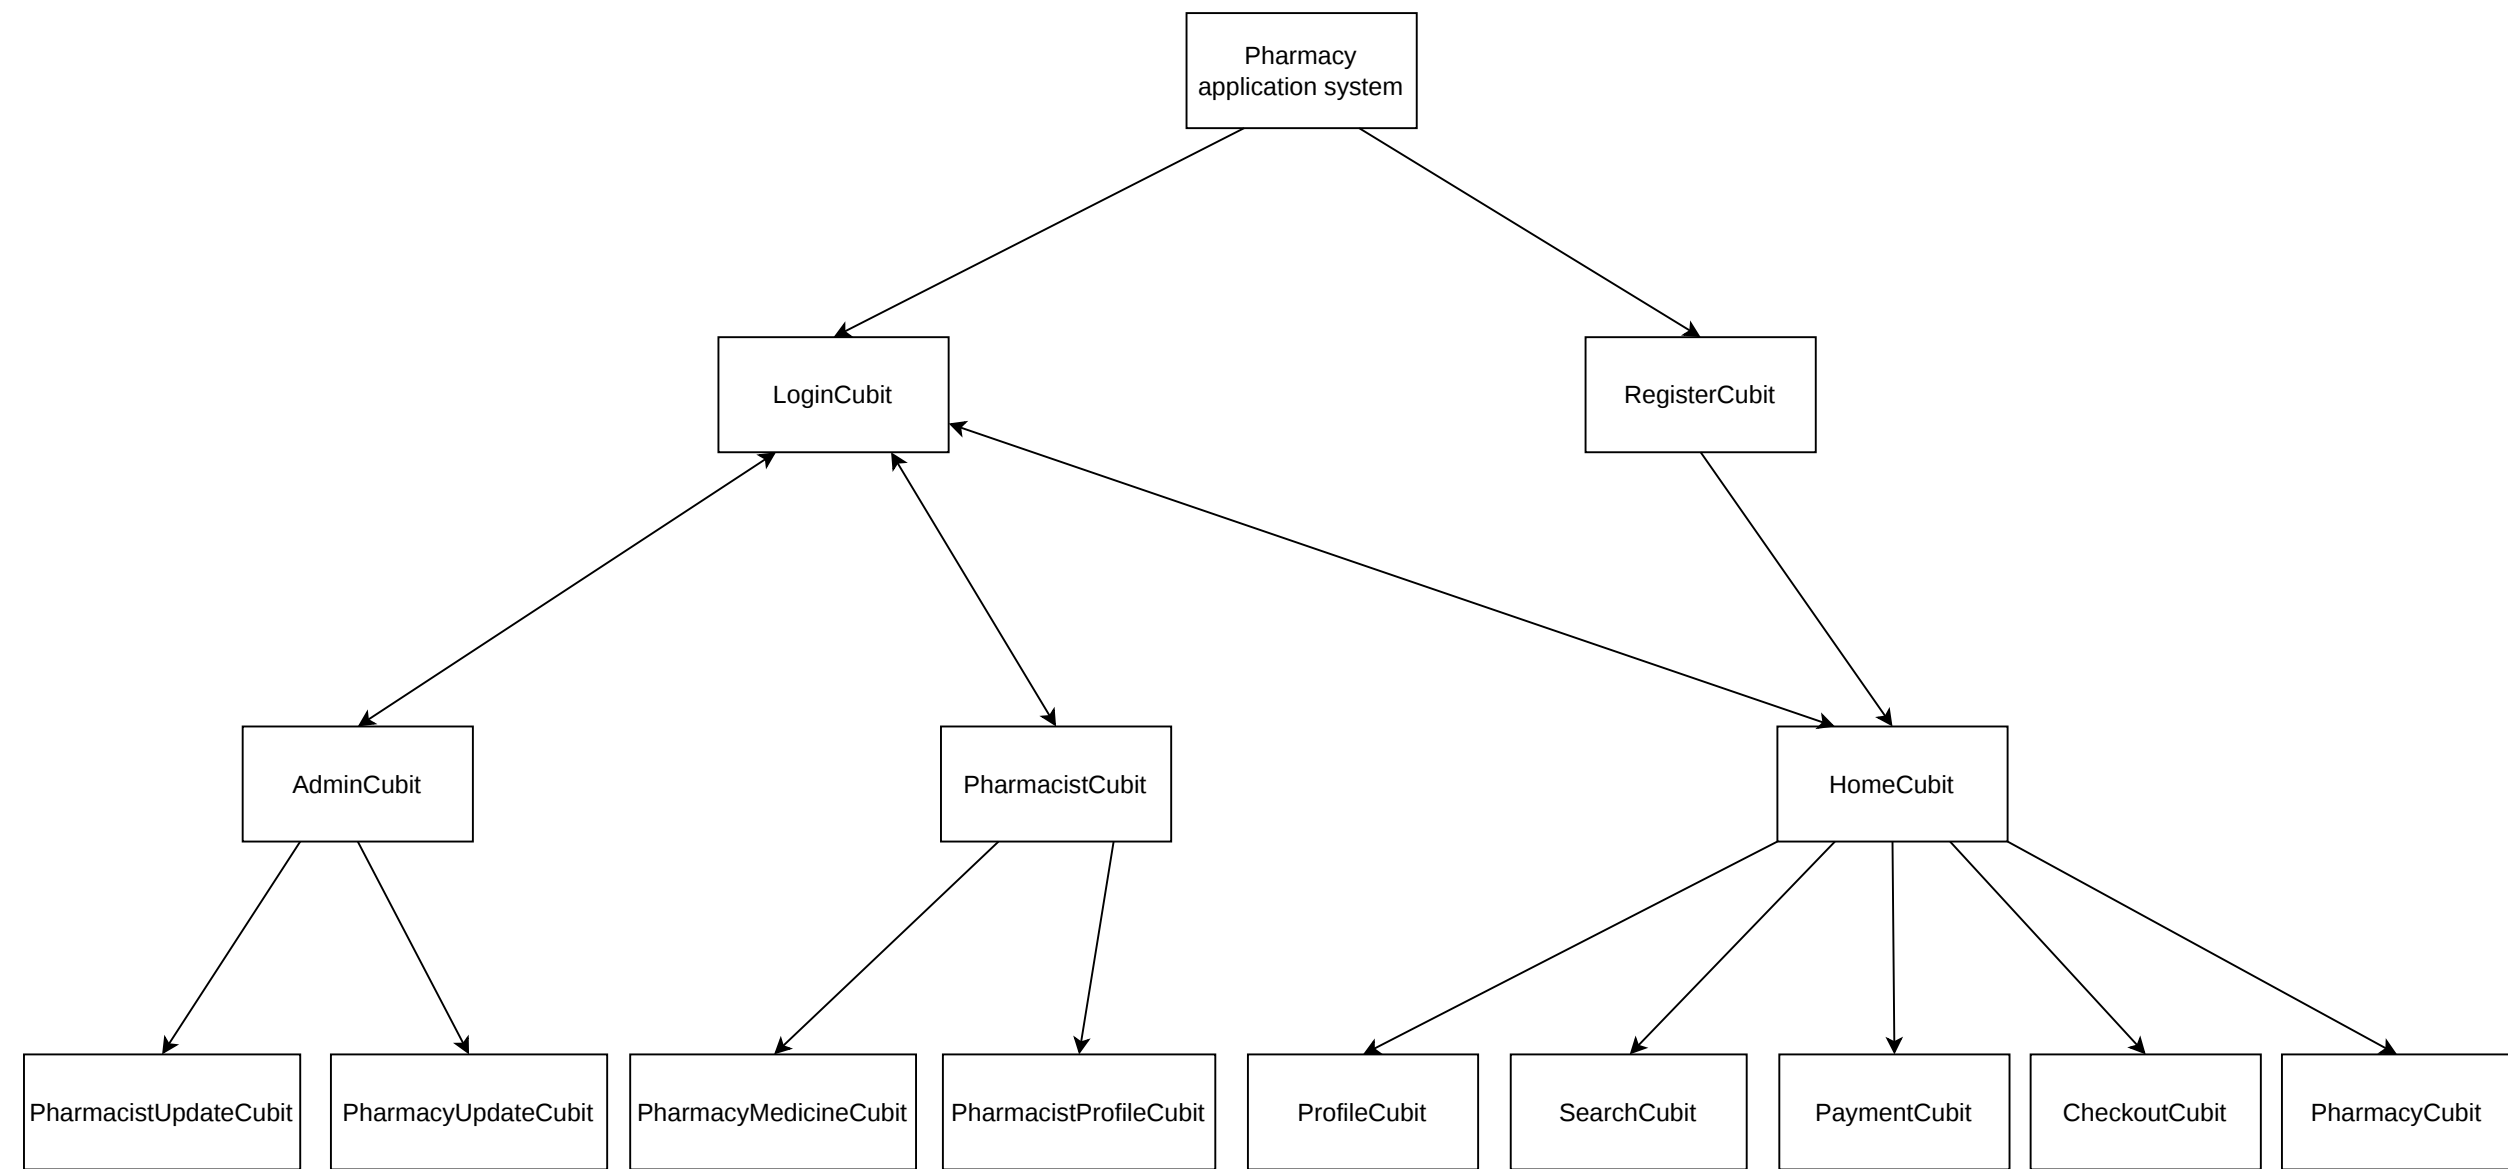 Pharmacy
application system
LoginCubit
RegisterCubit
AdminCubit
PharmacistCubit
HomeCubit
PharmacistUpdateCubit
PharmacyUpdateCubit
PharmacyMedicineCubit
PharmacistProfileCubit
ProfileCubit
SearchCubit
PaymentCubit
CheckoutCubit
PharmacyCubit